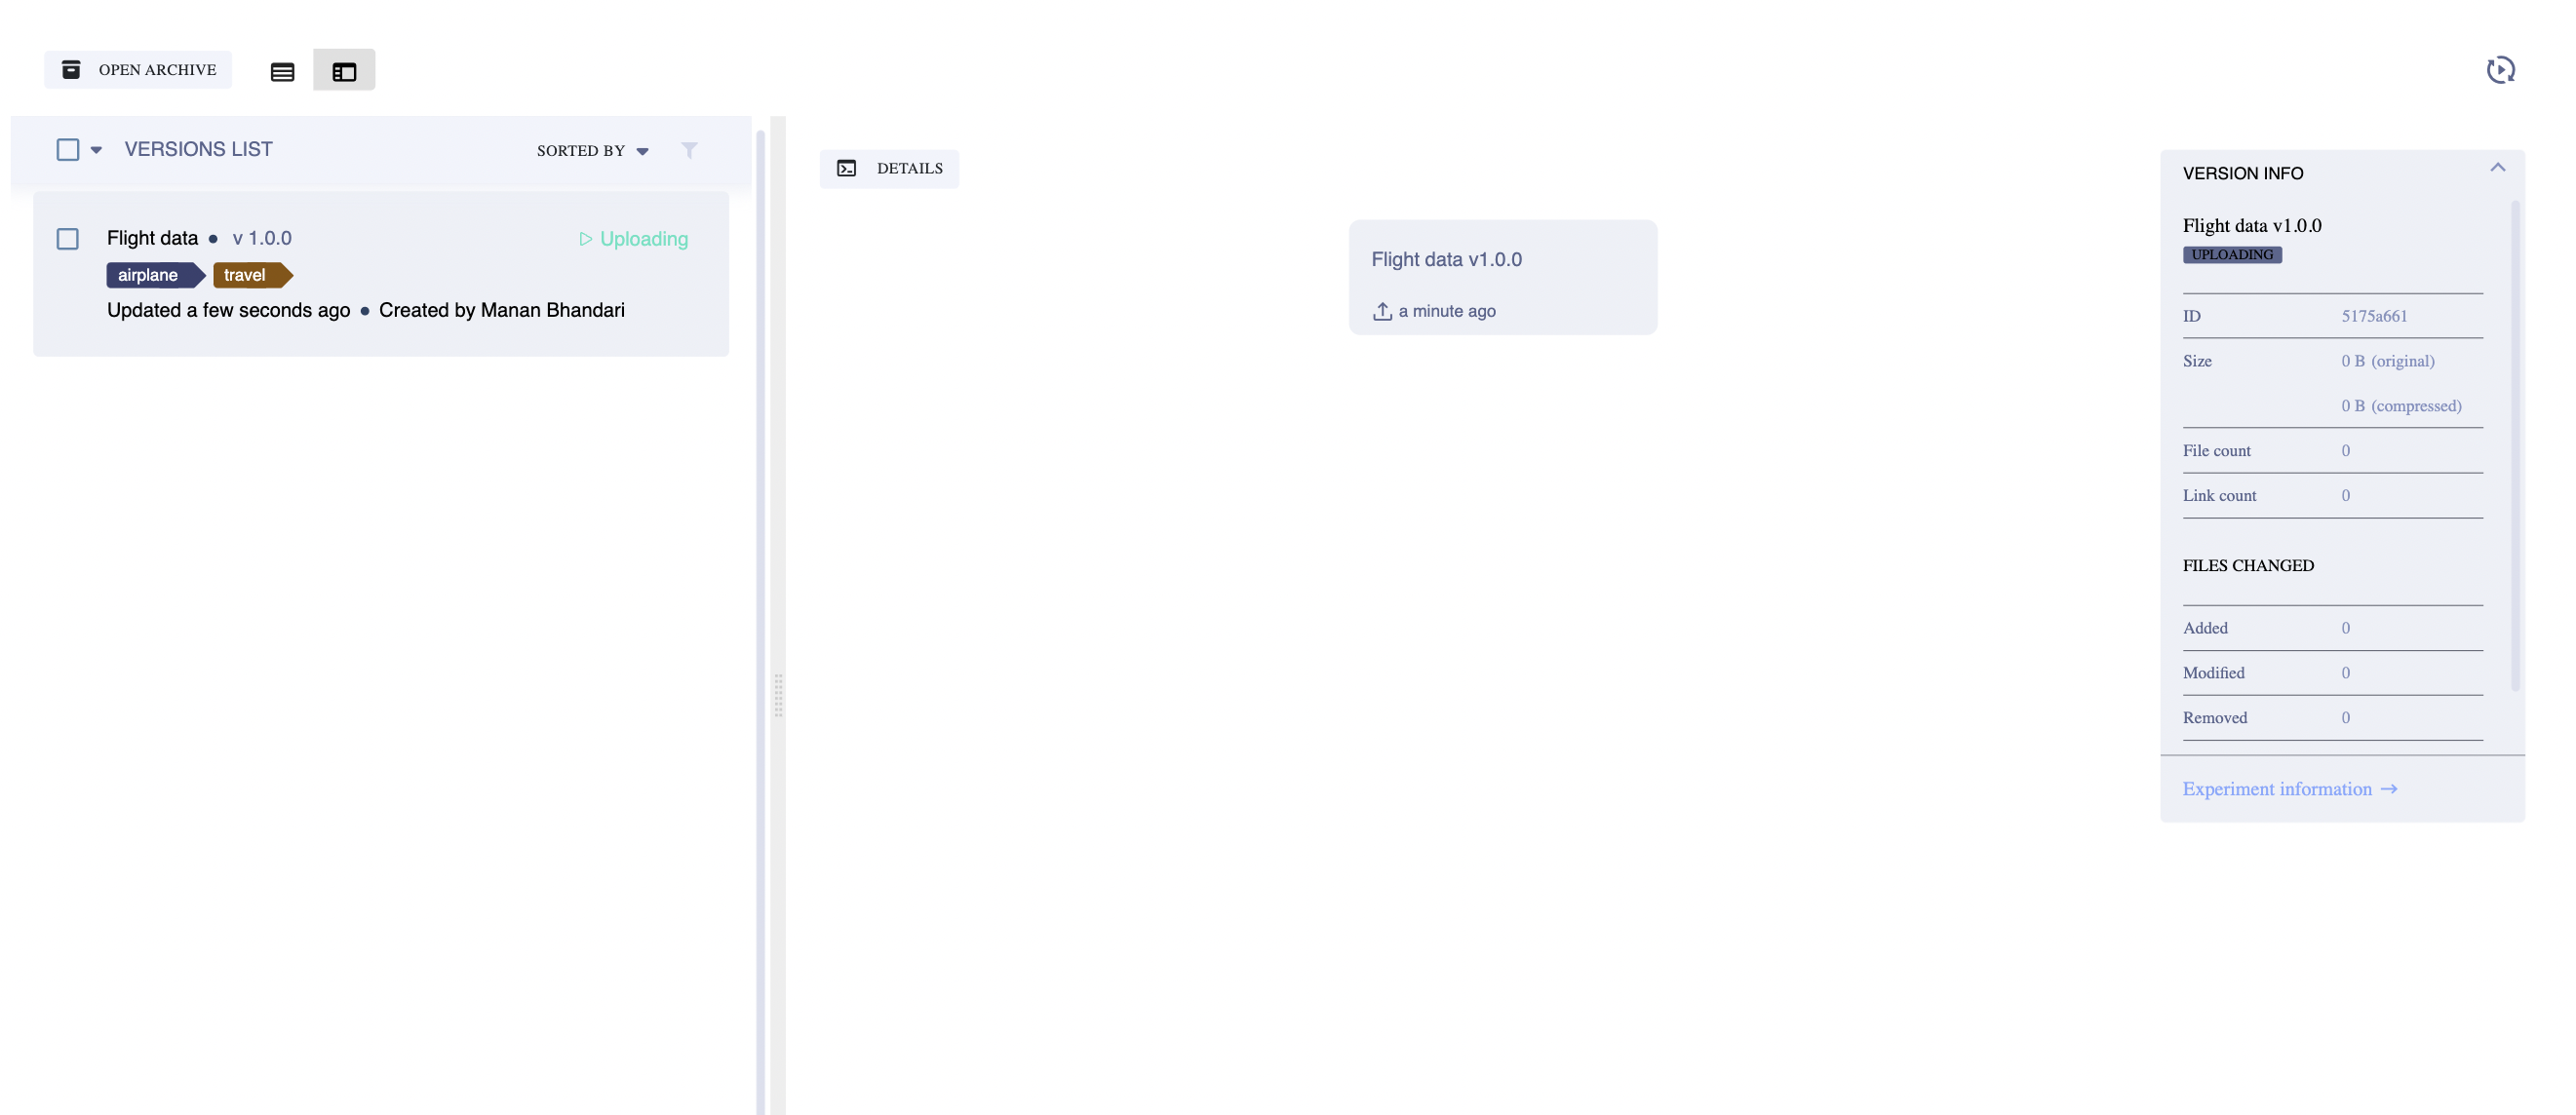 OPEN ARCHIVE
VERSIONS LIST
SORTED BY
Flight data • v 1.0.0
Uploading
airplane
travel
Updated a few seconds ago • Created by Manan Bhandari
DETAILS
Flight data v1.0.0
a minute ago
VERSION INFO
Flight data v1.0.0
UPLOADING
ID 5175a661
Size 0 B (original)
0 B (compressed)
File count 0
Link count 0
FILES CHANGED
Added 0
Modified 0
Removed 0
Experiment information →